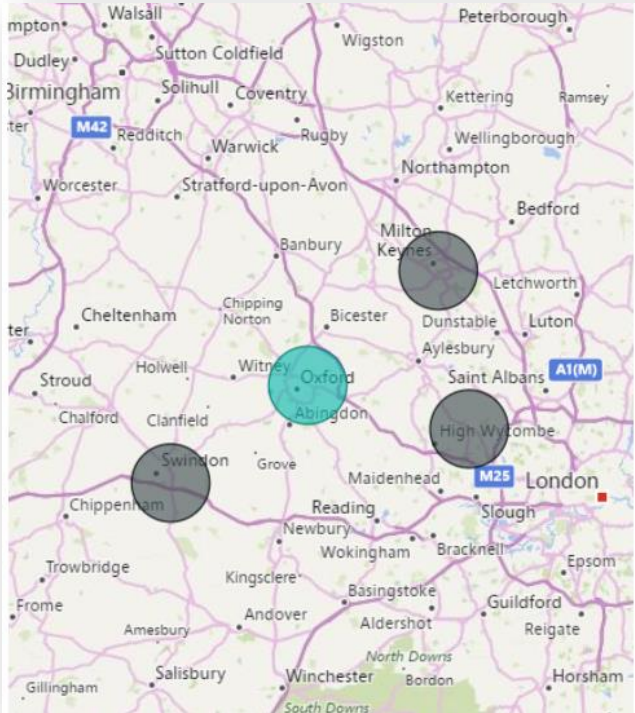 Walsall
mpton
Peterborough
Wigston
Sutton Coldfield
Dudley
Birmingham
Solihull
Coventry
Kettering
Ramsey
ter
M42
Redditch
Rugby
Wellingborough
Warwick
Northampton
Worcester
Stratford-upon-Avon
Bedford
Milton
Keynes
Banbury
Letchworth
Chipping
Norton
Cheltenham
Bicester
Dunstable
Luton
ter
Aylesbury
Holwell
Witney
A1(M)
Stroud
Oxford
Saint Albans
Chalford
Clanfield
Abingdon
High Wycombe
Swindon
Grove
Maidenhead
M25
London
Chippenham
Reading
Slough
Newbury
Wokingham
Bracknell
Trowbridge
Kingsclere
Epsom
Basingstoke
Frome
Andover
Aldershot
Guildford
Amesbury
Reigate
North Downs
Salisbury
Winchester
Bordon
Horsham
Gillingham
South Downs